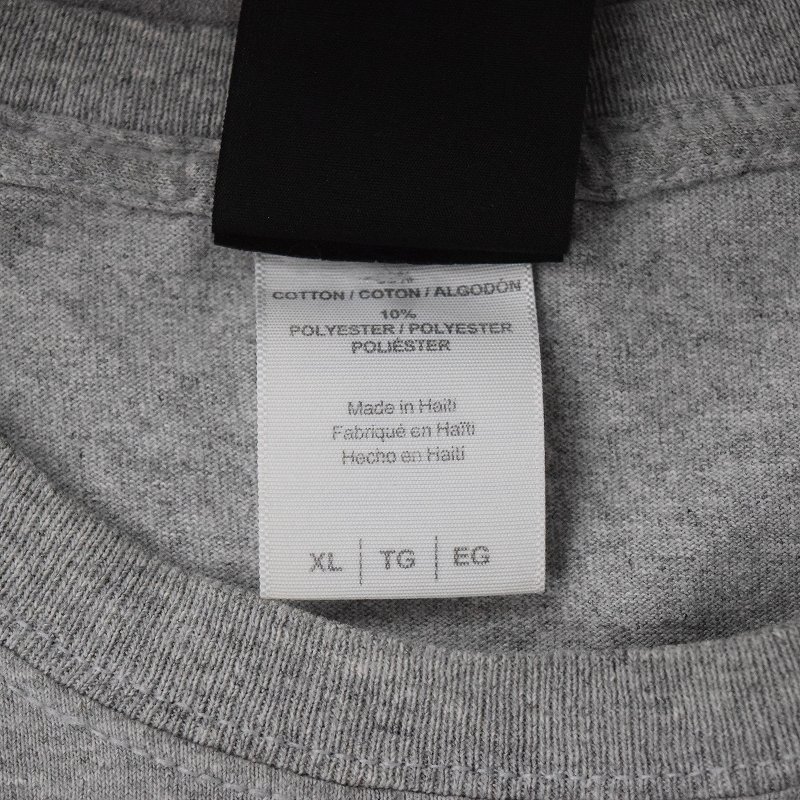 COTTON / COTON / ALGODÓN
10%
POLYESTER / POLYESTER
POLIÉSTER
Made in Haiti
Fabriqué en Haïti
Hecho en Haití
XL | TG | EG